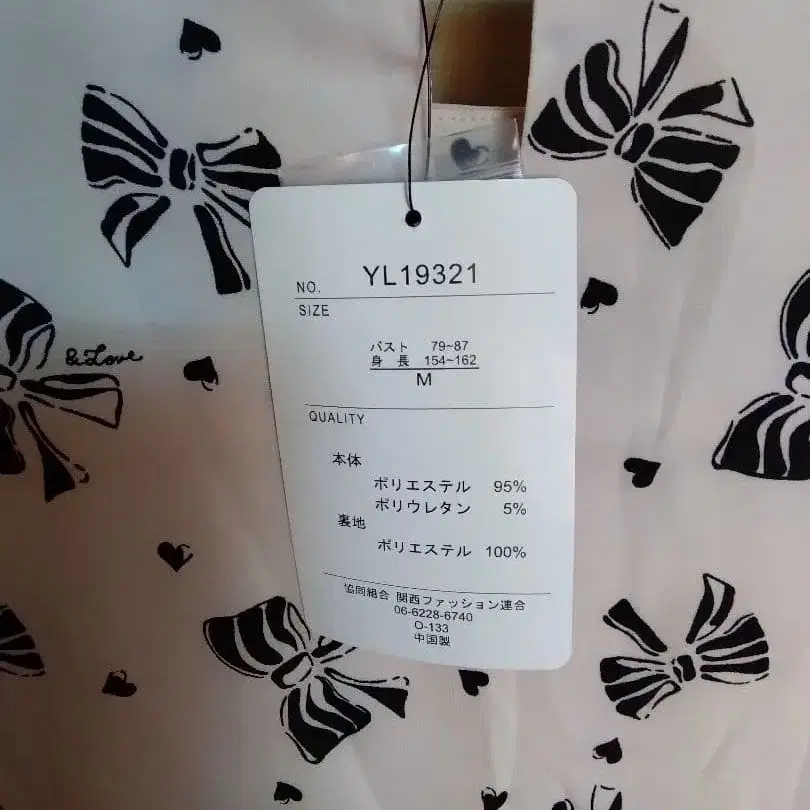 NO. YL19321
SIZE
バスト 79~87
身 長 154~162
M
QUALITY
本体
ポリエステル 95%
ポリウレタン 5%
裏地
ポリエステル 100%
協同組合 関西ファッション連合
06-6228-6740
O-133
中国製
&Love